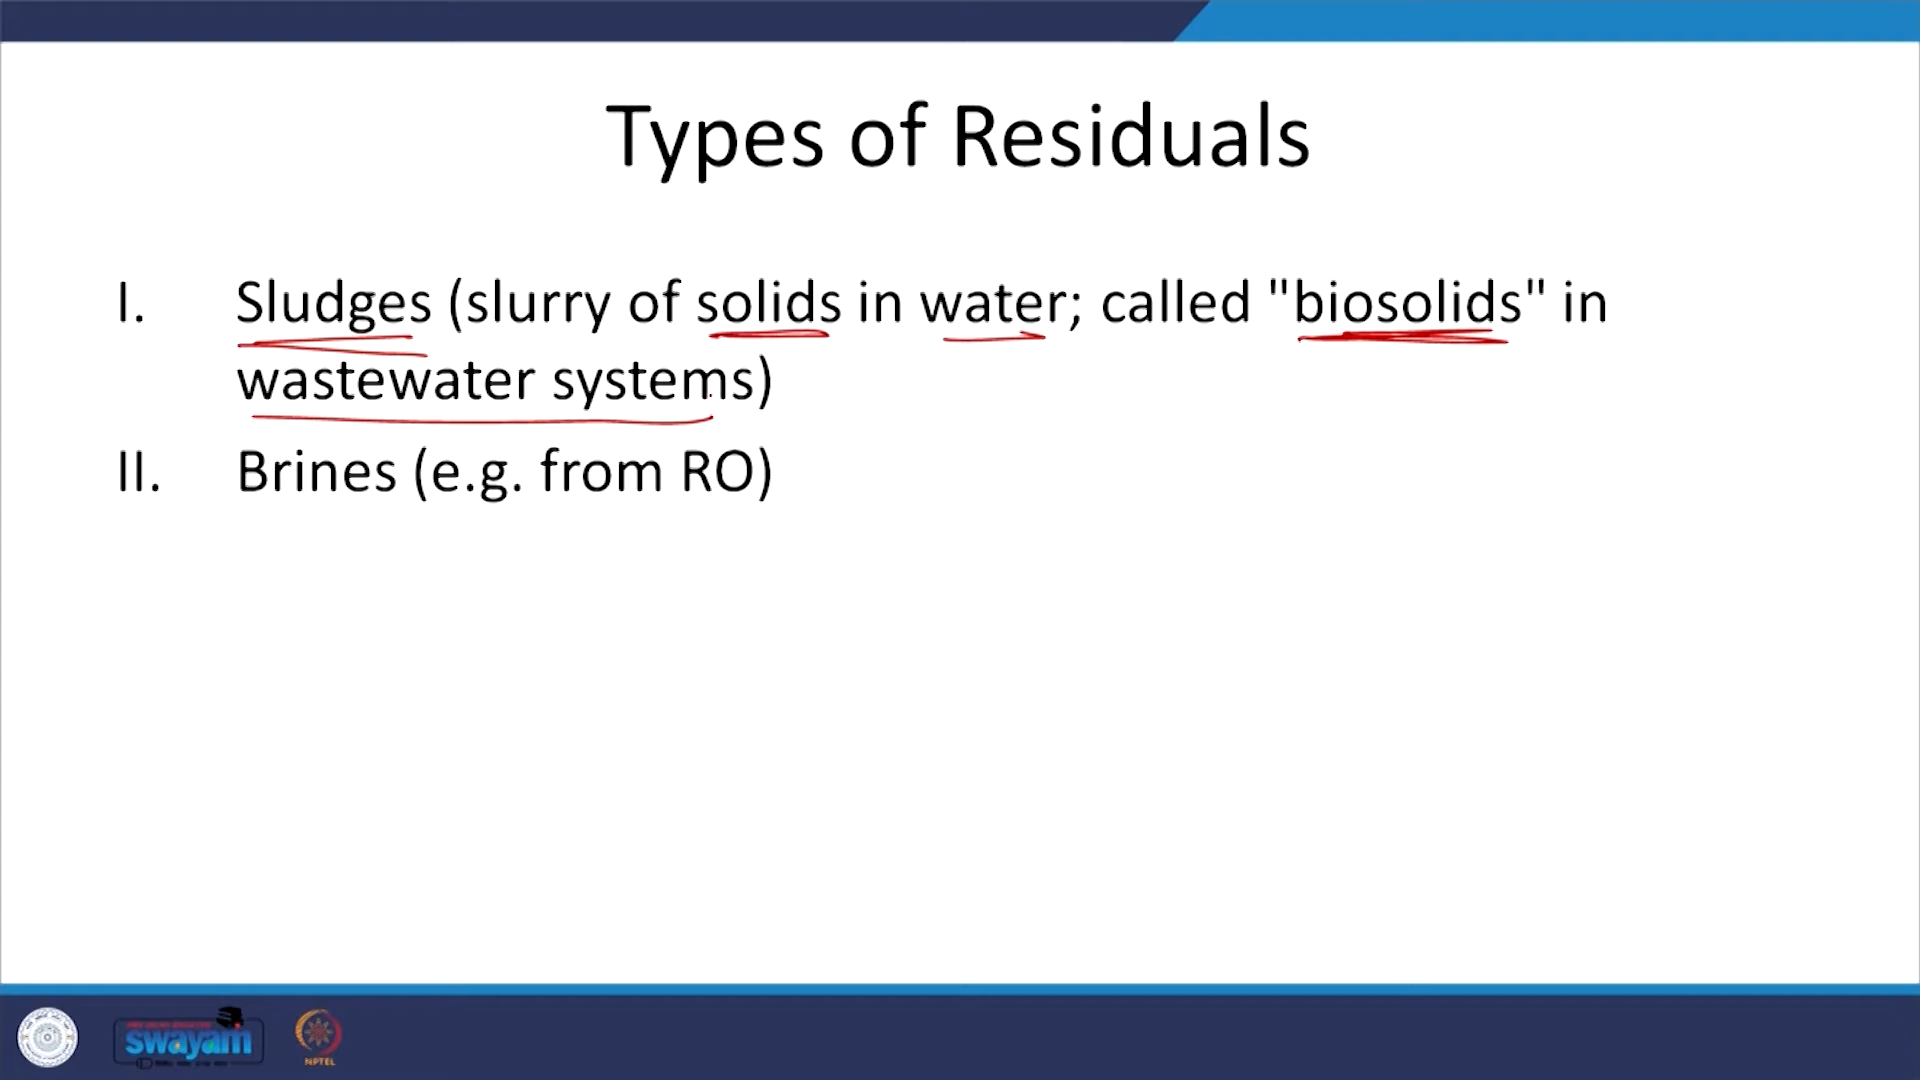 Types of Residuals
I. Sludges (slurry of solids in water; called "biosolids" in
wastewater systems)
II. Brines (e.g. from RO)
swayam
NPTEL